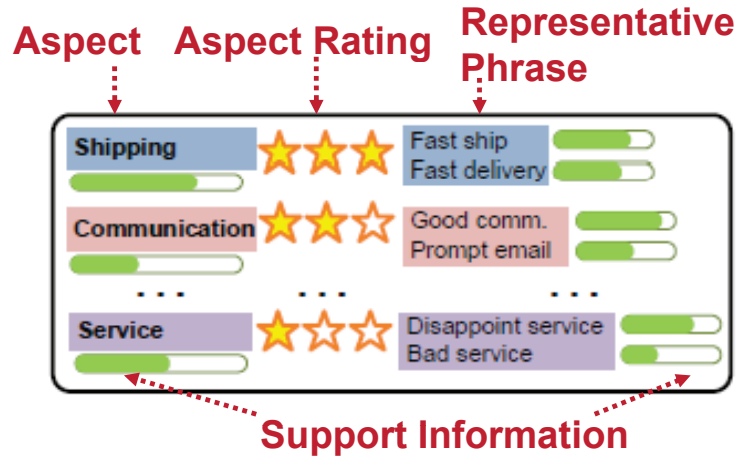 Aspect
Aspect Rating
Representative
Phrase
Shipping
Fast ship
Fast delivery
Communication
Good comm.
Prompt email
. . .
. . .
. . .
Service
Disappoint service
Bad service
Support Information